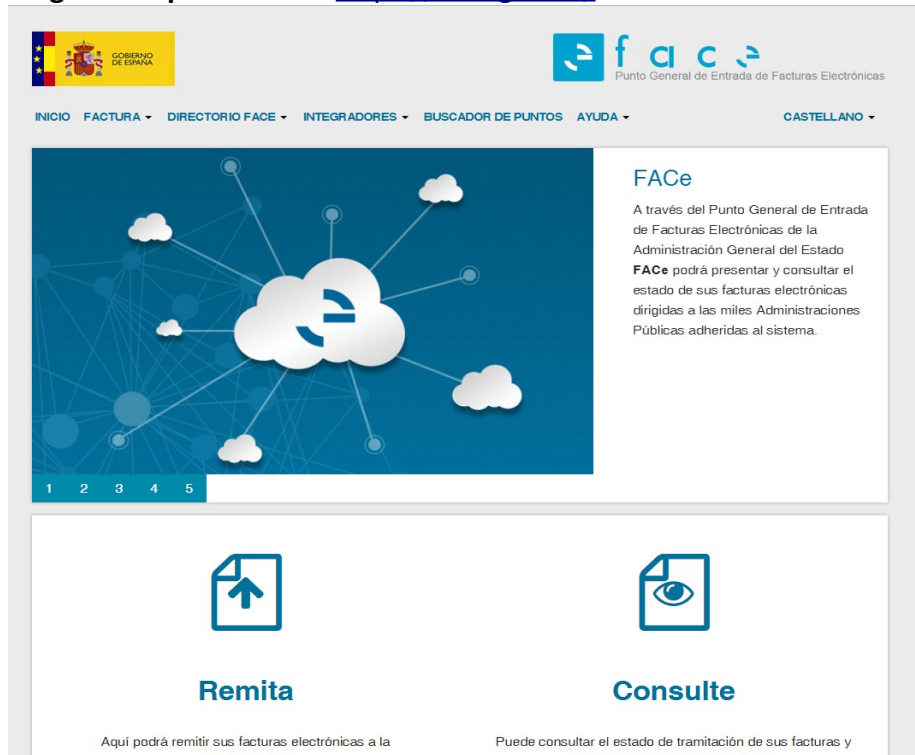 GOBIERNO
DE ESPAÑA
face
Punto General de Entrada de Facturas Electrónicas
INICIO FACTURA DIRECTORIO FACE INTEGRADORES BUSCADOR DE PUNTOS AYUDA CASTELLANO
FACe
A través del Punto General de Entrada
de Facturas Electrónicas de la
Administración General del Estado
FACe podrá presentar y consultar el
estado de sus facturas electrónicas
dirigidas a las miles Administraciones
Públicas adheridas al sistema.
1 2 3 4 5
Remita
Consulte
Aquí podrá remitir sus facturas electrónicas a la
Puede consultar el estado de tramitación de sus facturas y